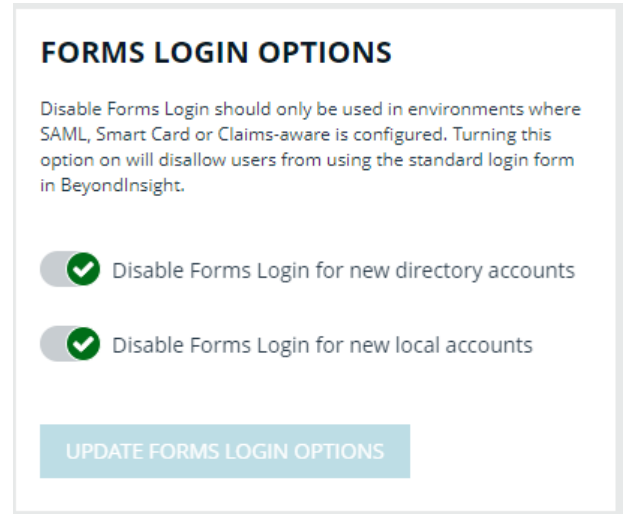 FORMS LOGIN OPTIONS
Disable Forms Login should only be used in environments where
SAML, Smart Card or Claims-aware is configured. Turning this
option on will disallow users from using the standard login form
in BeyondInsight.
Disable Forms Login for new directory accounts
Disable Forms Login for new local accounts
UPDATE FORMS LOGIN OPTIONS